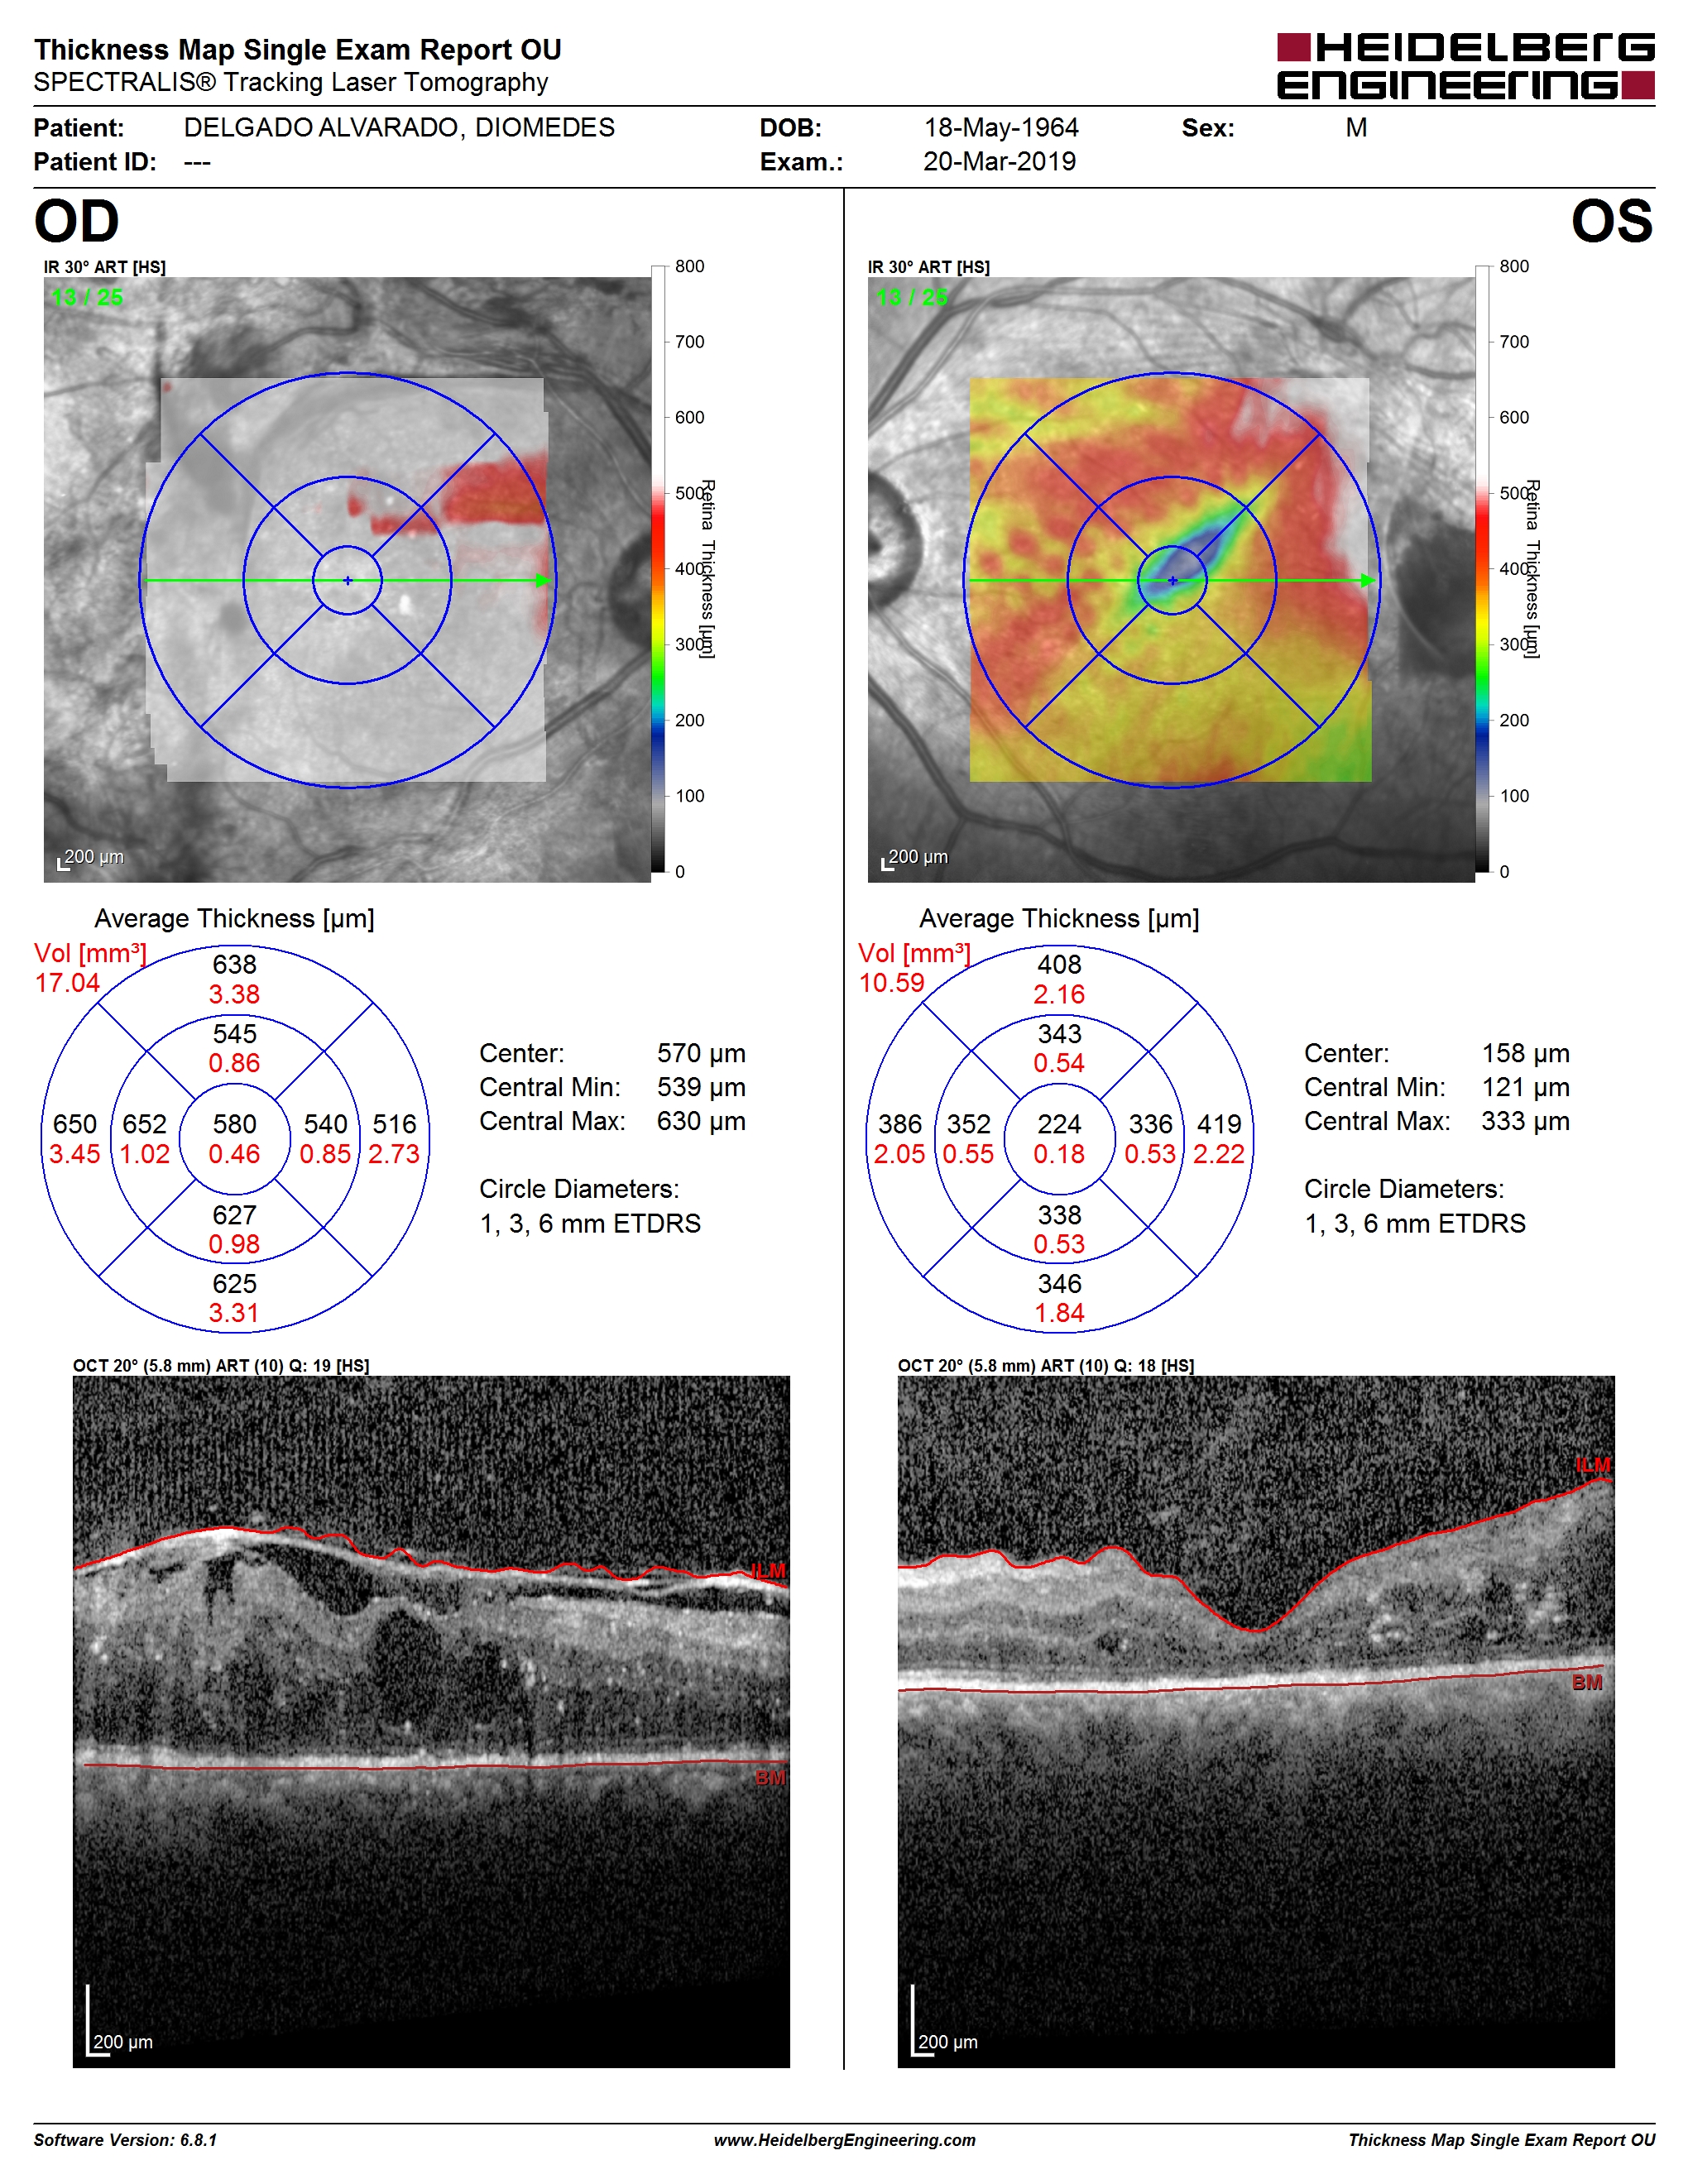 Thickness Map Single Exam Report OU
SPECTRALIS® Tracking Laser Tomography
HEIDELBERG
ENGINEERING
Patient: DELGADO ALVARADO, DIOMEDES DOB: 18-May-1964 Sex: M
Patient ID: --- Exam.: 20-Mar-2019
OD
IR 30° ART [HS]
13 / 25
800
700
600
500
400
300
200
100
0
Retina Thickness [µm]
200 µm
Average Thickness [µm]
Vol [mm³]
17.04
638
3.38
545
0.86
650 652 580 540 516
3.45 1.02 0.46 0.85 2.73
627
0.98
625
3.31
Center: 570 µm
Central Min: 539 µm
Central Max: 630 µm
Circle Diameters:
1, 3, 6 mm ETDRS
OCT 20° (5.8 mm) ART (10) Q: 19 [HS]
ILM
BM
200 µm
OS
IR 30° ART [HS]
13 / 25
800
700
600
500
400
300
200
100
0
Retina Thickness [µm]
200 µm
Average Thickness [µm]
Vol [mm³]
10.59
408
2.16
343
0.54
386 352 224 336 419
2.05 0.55 0.18 0.53 2.22
338
0.53
346
1.84
Center: 158 µm
Central Min: 121 µm
Central Max: 333 µm
Circle Diameters:
1, 3, 6 mm ETDRS
OCT 20° (5.8 mm) ART (10) Q: 18 [HS]
ILM
BM
200 µm
Software Version: 6.8.1 www.HeidelbergEngineering.com Thickness Map Single Exam Report OU